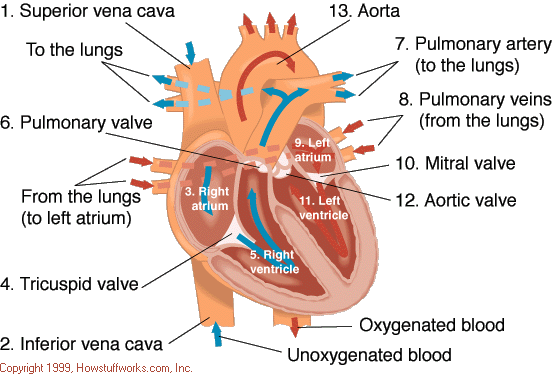 1. Superior vena cava
13. Aorta
To the lungs
7. Pulmonary artery
(to the lungs)
8. Pulmonary veins
(from the lungs)
6. Pulmonary valve
9. Left
atrium
10. Mitral valve
From the lungs
(to left atrium)
3. Right
atrium
12. Aortic valve
11. Left
ventricle
5. Right
ventricle
4. Tricuspid valve
2. Inferior vena cava
Oxygenated blood
Unoxygenated blood
Copyright 1999, Howstuffworks.com, Inc.